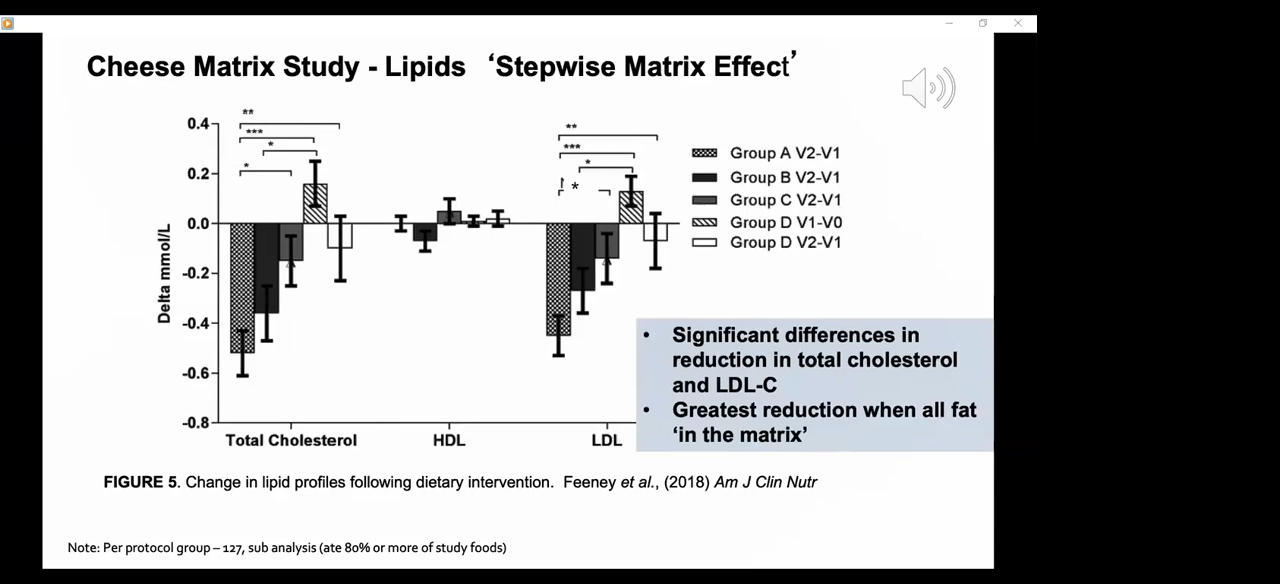 Cheese Matrix Study - Lipids ‘Stepwise Matrix Effect’
**
***
*
*
**
***
*
*
0.4
0.2
0.0
-0.2
-0.4
-0.6
-0.8
Delta mmol/L
Total Cholesterol
HDL
LDL
Group A V2-V1
Group B V2-V1
Group C V2-V1
Group D V1-V0
Group D V2-V1
• Significant differences in
reduction in total cholesterol
and LDL-C
• Greatest reduction when all fat
‘in the matrix’
FIGURE 5. Change in lipid profiles following dietary intervention. Feeney et al., (2018) Am J Clin Nutr
Note: Per protocol group – 127, sub analysis (ate 80% or more of study foods)